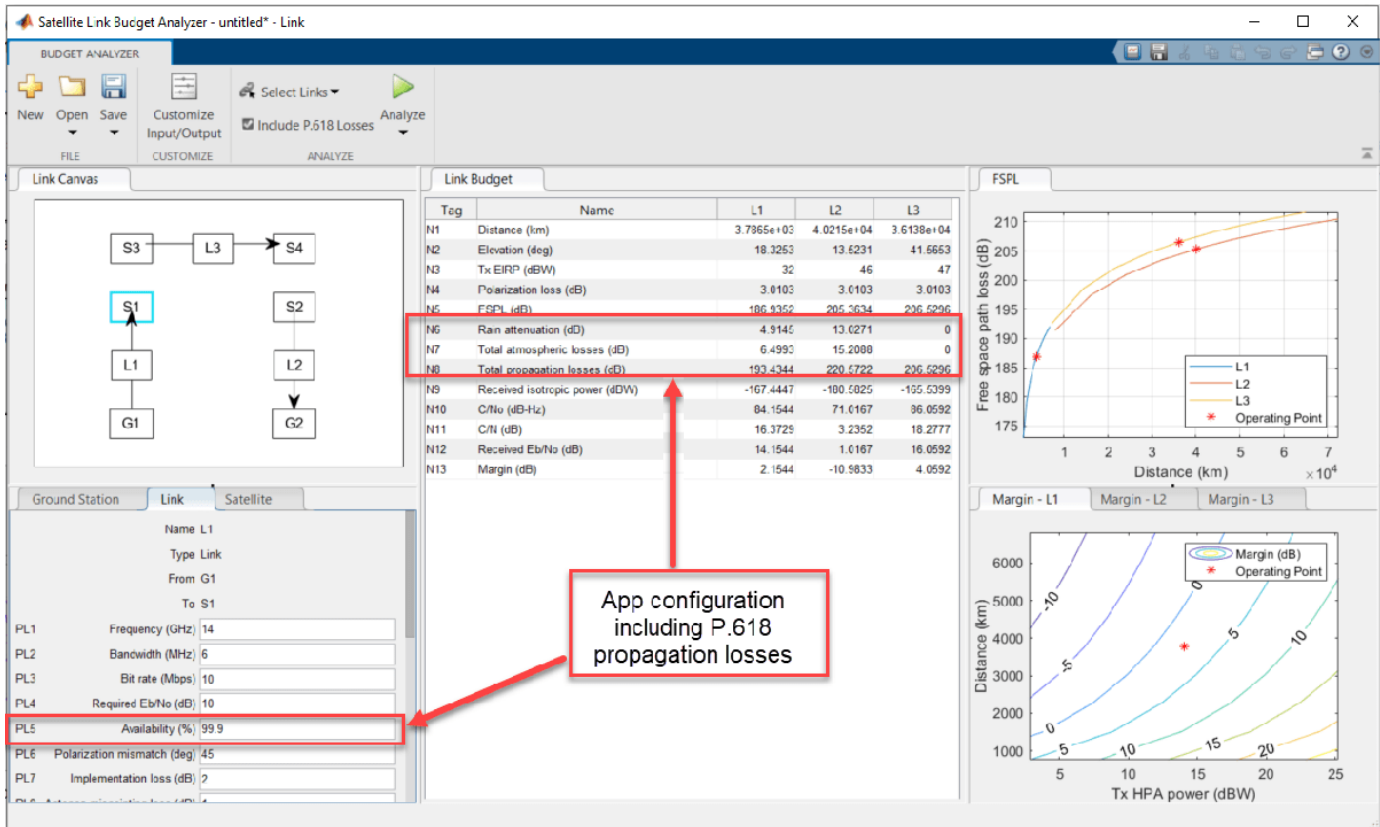 Satellite Link Budget Analyzer - untitled* - Link
BUDGET ANALYZER
New Open Save
Customize
Input/Output
Select Links
Include P.618 Losses
Analyze
FILE CUSTOMIZE ANALYZE
Link Canvas
S3 L3 S4
S1 S2
L1 L2
G1 G2
Ground Station Link Satellite
Name L1
Type Link
From G1
To S1
PL1 Frequency (GHz) 14
PL2 Bandwidth (MHz) 6
PL3 Bit rate (Mbps) 10
PL4 Required Eb/No (dB) 10
PL5 Availability (%) 99.9
PL6 Polarization mismatch (deg) 45
PL7 Implementation loss (dB) 2
Link Budget
Tag Name L1 L2 L3
N1 Distance (km) 3.7865e+03 4.0215e+04 3.6138e+04
N2 Elevation (deg) 18.3253 13.5231 41.5653
N3 Tx EIRP (dBW) 32 46 47
N4 Polarization loss (dB) 3.0103 3.0103 3.0103
N5 FSPL (dB) 186.9352 205.3634 206.5296
N6 Rain attenuation (dB) 4.9145 13.0271 0
N7 Total atmospheric losses (dB) 6.4993 15.2088 0
N8 Total propagation losses (dB) 193.4344 220.5722 206.5296
N9 Received isotropic power (dBW) -167.4447 -180.5825 -165.5399
N10 C/No (dB-Hz) 84.1544 71.0167 86.0592
N11 C/N (dB) 16.3729 3.2352 18.2777
N12 Received Eb/No (dB) 14.1544 1.0167 16.0592
N13 Margin (dB) 2.1544 -10.9833 4.0592
App configuration
including P.618
propagation losses
FSPL
Free space path loss (dB)
210
205
200
195
190
185
180
175
L1
L2
L3
Operating Point
1 2 3 4 5 6 7
Distance (km) ×10⁴
Margin - L1 Margin - L2 Margin - L3
Distance (km)
6000
5000
4000
3000
2000
1000
Margin (dB)
Operating Point
-10 -5 0 5 10
0 5 10 15 20
5 10 15 20 25
Tx HPA power (dBW)